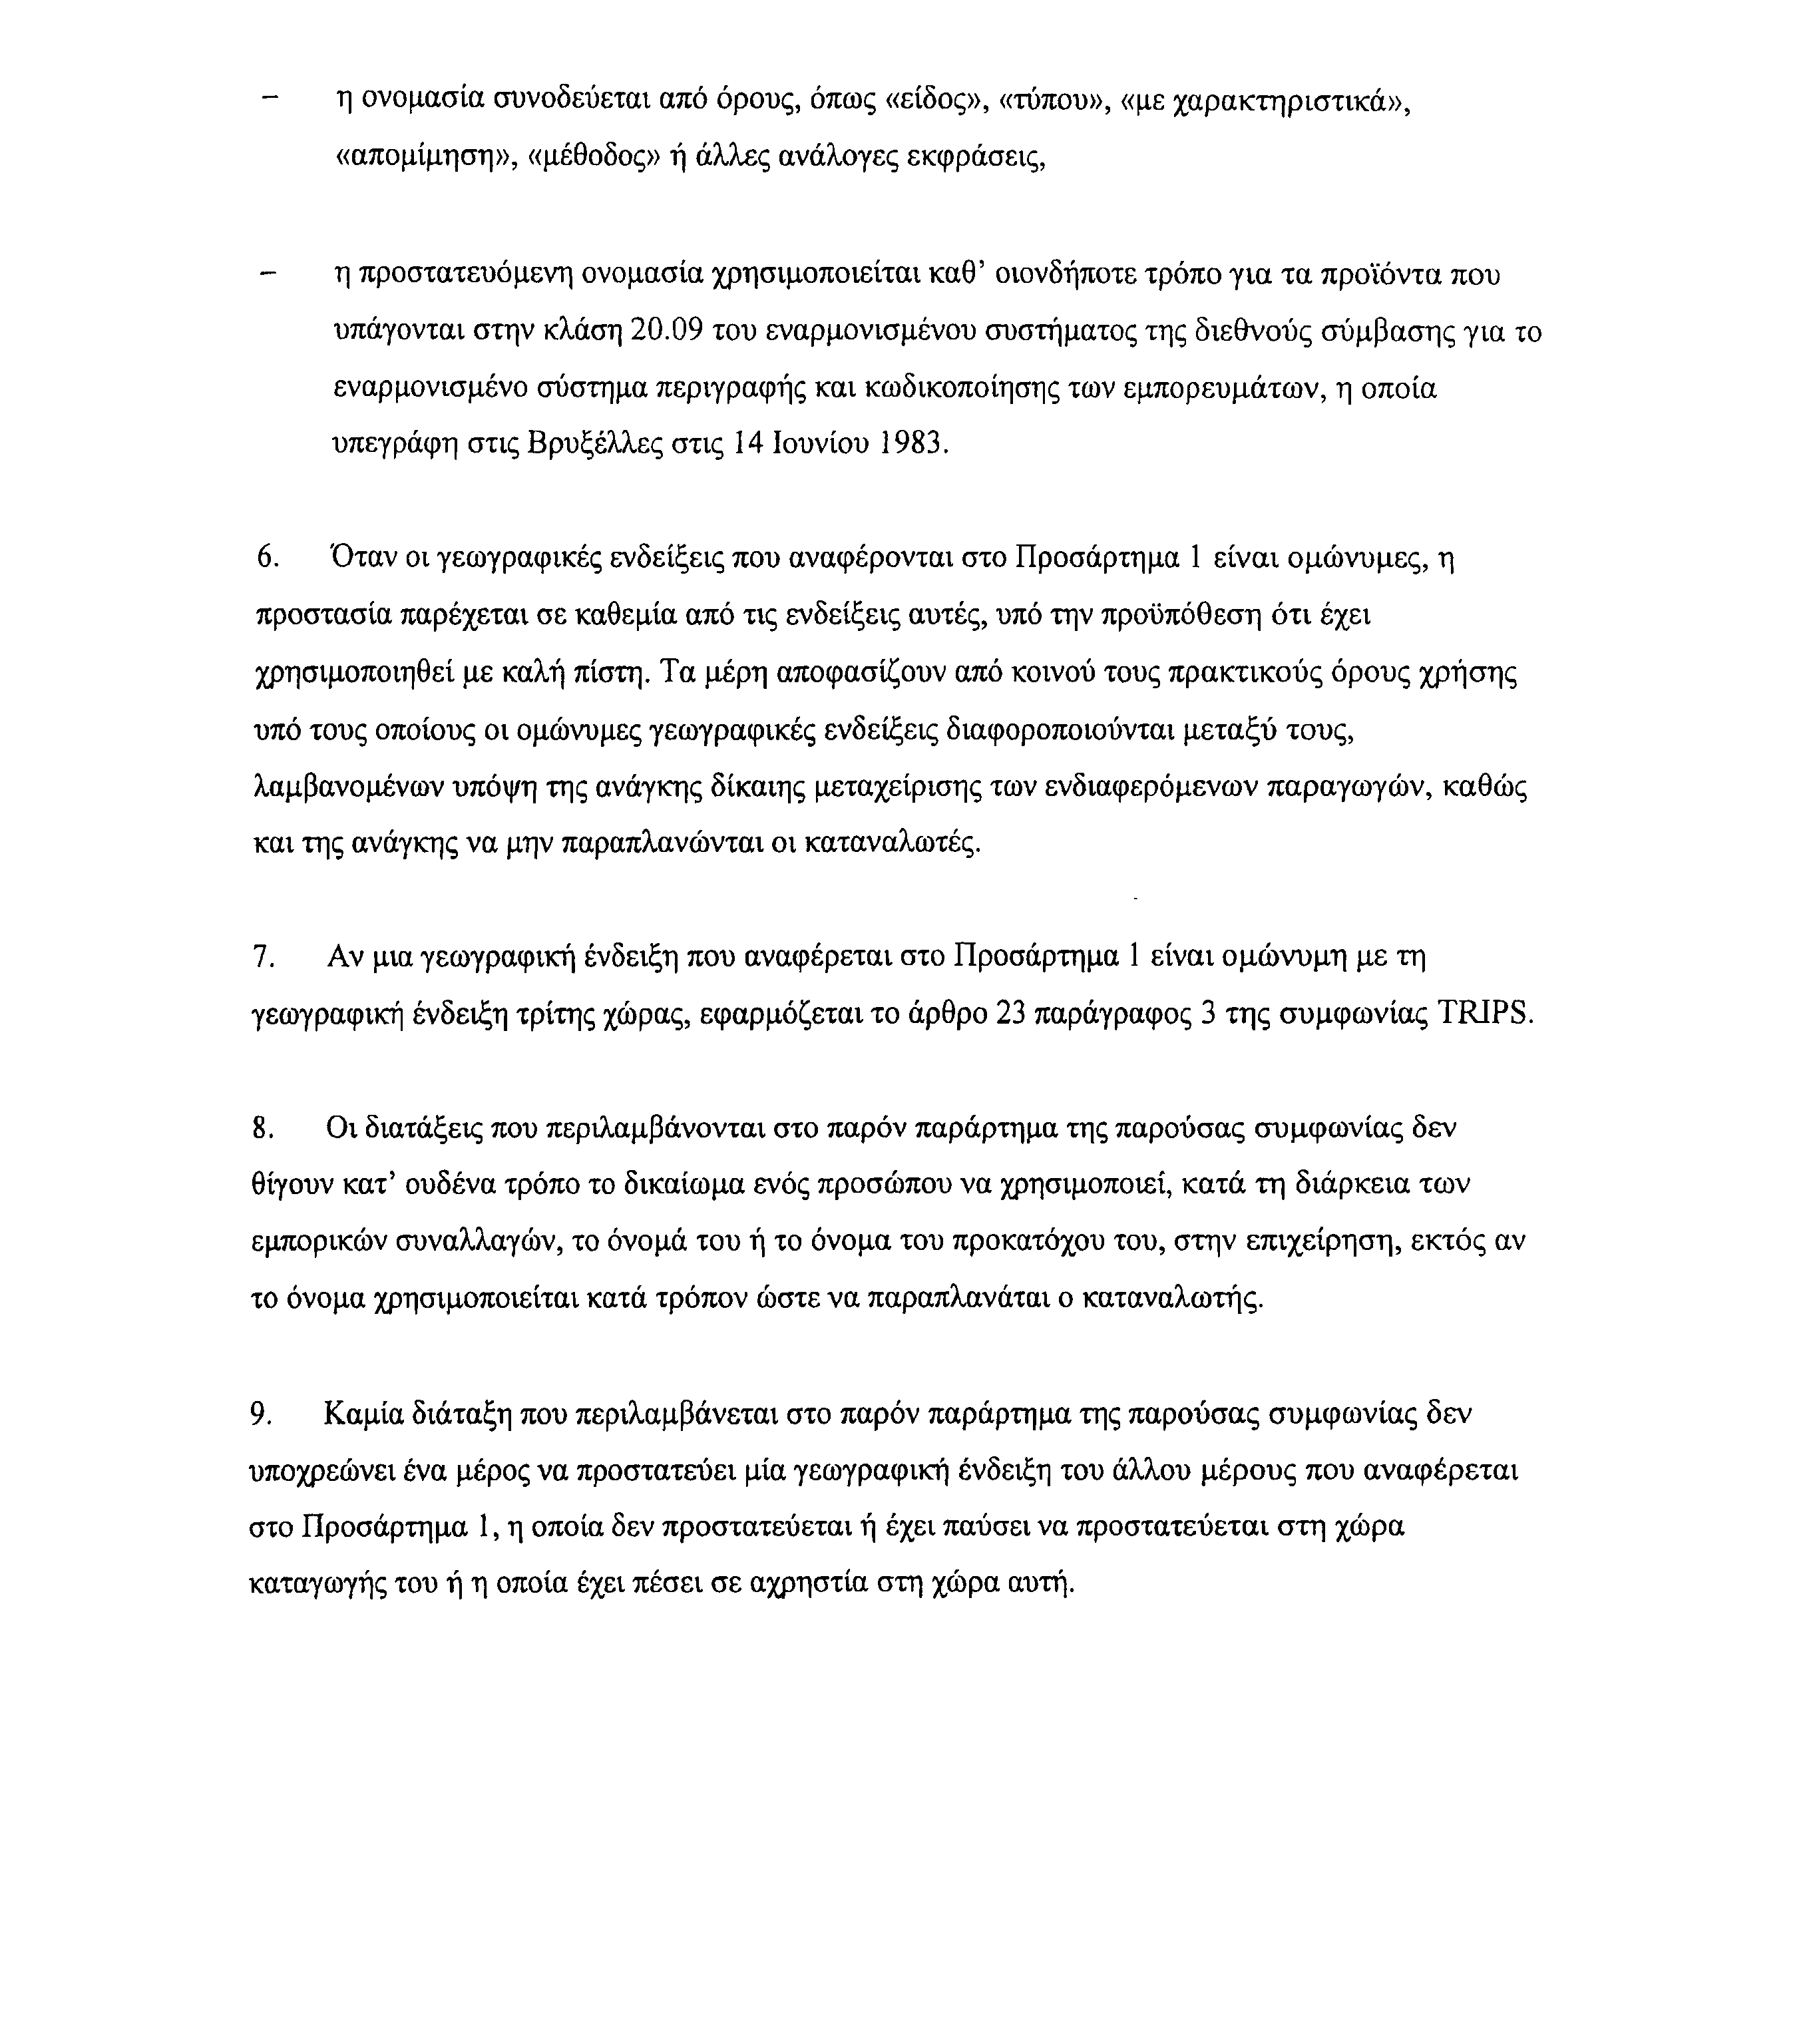 - η ονομασία συνοδεύεται από όρους, όπως «είδος», «τύπου», «με χαρακτηριστικά»,
«απομίμηση», «μέθοδος» ή άλλες ανάλογες εκφράσεις,
- η προστατευόμενη ονομασία χρησιμοποιείται καθ’ οιονδήποτε τρόπο για τα προϊόντα που
υπάγονται στην κλάση 20.09 του εναρμονισμένου συστήματος της διεθνούς σύμβασης για το
εναρμονισμένο σύστημα περιγραφής και κωδικοποίησης των εμπορευμάτων, η οποία
υπεγράφη στις Βρυξέλλες στις 14 Ιουνίου 1983.
6. Όταν οι γεωγραφικές ενδείξεις που αναφέρονται στο Προσάρτημα 1 είναι ομώνυμες, η
προστασία παρέχεται σε καθεμία από τις ενδείξεις αυτές, υπό την προϋπόθεση ότι έχει
χρησιμοποιηθεί με καλή πίστη. Τα μέρη αποφασίζουν από κοινού τους πρακτικούς όρους χρήσης
υπό τους οποίους οι ομώνυμες γεωγραφικές ενδείξεις διαφοροποιούνται μεταξύ τους,
λαμβανομένων υπόψη της ανάγκης δίκαιης μεταχείρισης των ενδιαφερόμενων παραγωγών, καθώς
και της ανάγκης να μην παραπλανώνται οι καταναλωτές.
7. Αν μια γεωγραφική ένδειξη που αναφέρεται στο Προσάρτημα 1 είναι ομώνυμη με τη
γεωγραφική ένδειξη τρίτης χώρας, εφαρμόζεται το άρθρο 23 παράγραφος 3 της συμφωνίας TRIPS.
8. Οι διατάξεις που περιλαμβάνονται στο παρόν παράρτημα της παρούσας συμφωνίας δεν
θίγουν κατ’ ουδένα τρόπο το δικαίωμα ενός προσώπου να χρησιμοποιεί, κατά τη διάρκεια των
εμπορικών συναλλαγών, το όνομά του ή το όνομα του προκατόχου του, στην επιχείρηση, εκτός αν
το όνομα χρησιμοποιείται κατά τρόπον ώστε να παραπλανάται ο καταναλωτής.
9. Καμία διάταξη που περιλαμβάνεται στο παρόν παράρτημα της παρούσας συμφωνίας δεν
υποχρεώνει ένα μέρος να προστατεύει μία γεωγραφική ένδειξη του άλλου μέρους που αναφέρεται
στο Προσάρτημα 1, η οποία δεν προστατεύεται ή έχει παύσει να προστατεύεται στη χώρα
καταγωγής του ή η οποία έχει πέσει σε αχρηστία στη χώρα αυτή.